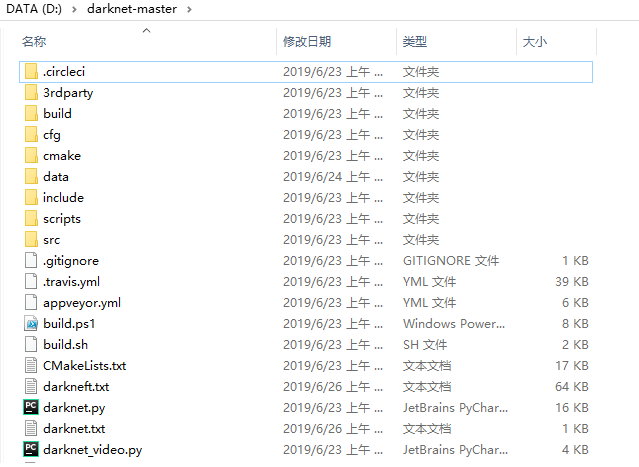 DATA (D:) > darknet-master >
名称 修改日期 类型 大小
.circleci 2019/6/23 上午 ... 文件夹
3rdparty 2019/6/23 上午 ... 文件夹
build 2019/6/23 上午 ... 文件夹
cfg 2019/6/23 上午 ... 文件夹
cmake 2019/6/23 上午 ... 文件夹
data 2019/6/24 上午 ... 文件夹
include 2019/6/23 上午 ... 文件夹
scripts 2019/6/23 上午 ... 文件夹
src 2019/6/23 上午 ... 文件夹
.gitignore 2019/6/23 上午 ... GITIGNORE 文件 1 KB
.travis.yml 2019/6/23 上午 ... YML 文件 39 KB
appveyor.yml 2019/6/23 上午 ... YML 文件 6 KB
build.ps1 2019/6/23 上午 ... Windows Power... 8 KB
build.sh 2019/6/23 上午 ... SH 文件 2 KB
CMakeLists.txt 2019/6/23 上午 ... 文本文档 17 KB
darkneft.txt 2019/6/26 上午 ... 文本文档 64 KB
PC darknet.py 2019/6/23 上午 ... JetBrains PyChar... 16 KB
darknet.txt 2019/6/26 上午 ... 文本文档 1 KB
PC darknet_video.py 2019/6/23 上午 ... JetBrains PyChar... 4 KB